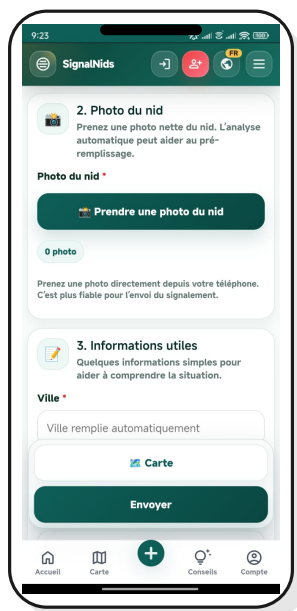 9:23
100
SignalNids
FR
2. Photo du nid
Prenez une photo nette du nid. L'analyse
automatique peut aider au pré-
remplissage.
Photo du nid *
Prendre une photo du nid
0 photo
Prenez une photo directement depuis votre téléphone.
C'est plus fiable pour l'envoi du signalement.
3. Informations utiles
Quelques informations simples pour
aider à comprendre la situation.
Ville *
Ville remplie automatiquement
Carte
Envoyer
Accueil
Carte
Conseils
Compte